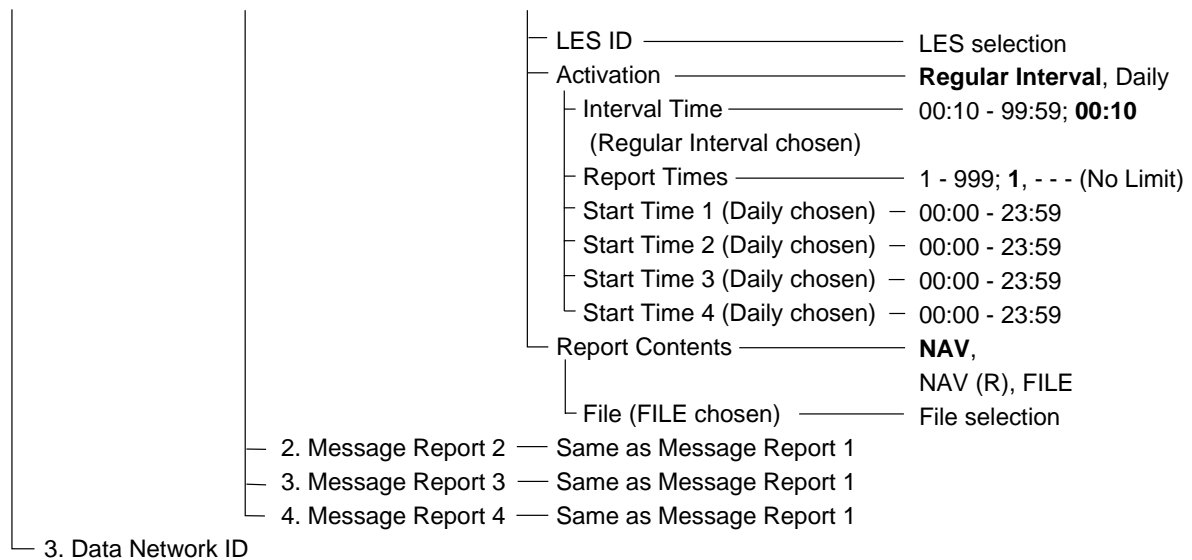 LES ID LES selection
Activation Regular Interval, Daily
Interval Time 00:10 - 99:59; 00:10
(Regular Interval chosen)
Report Times 1 - 999; 1, - - - (No Limit)
Start Time 1 (Daily chosen) 00:00 - 23:59
Start Time 2 (Daily chosen) 00:00 - 23:59
Start Time 3 (Daily chosen) 00:00 - 23:59
Start Time 4 (Daily chosen) 00:00 - 23:59
Report Contents NAV,
NAV (R), FILE
File (FILE chosen) File selection
2. Message Report 2 Same as Message Report 1
3. Message Report 3 Same as Message Report 1
4. Message Report 4 Same as Message Report 1
3. Data Network ID